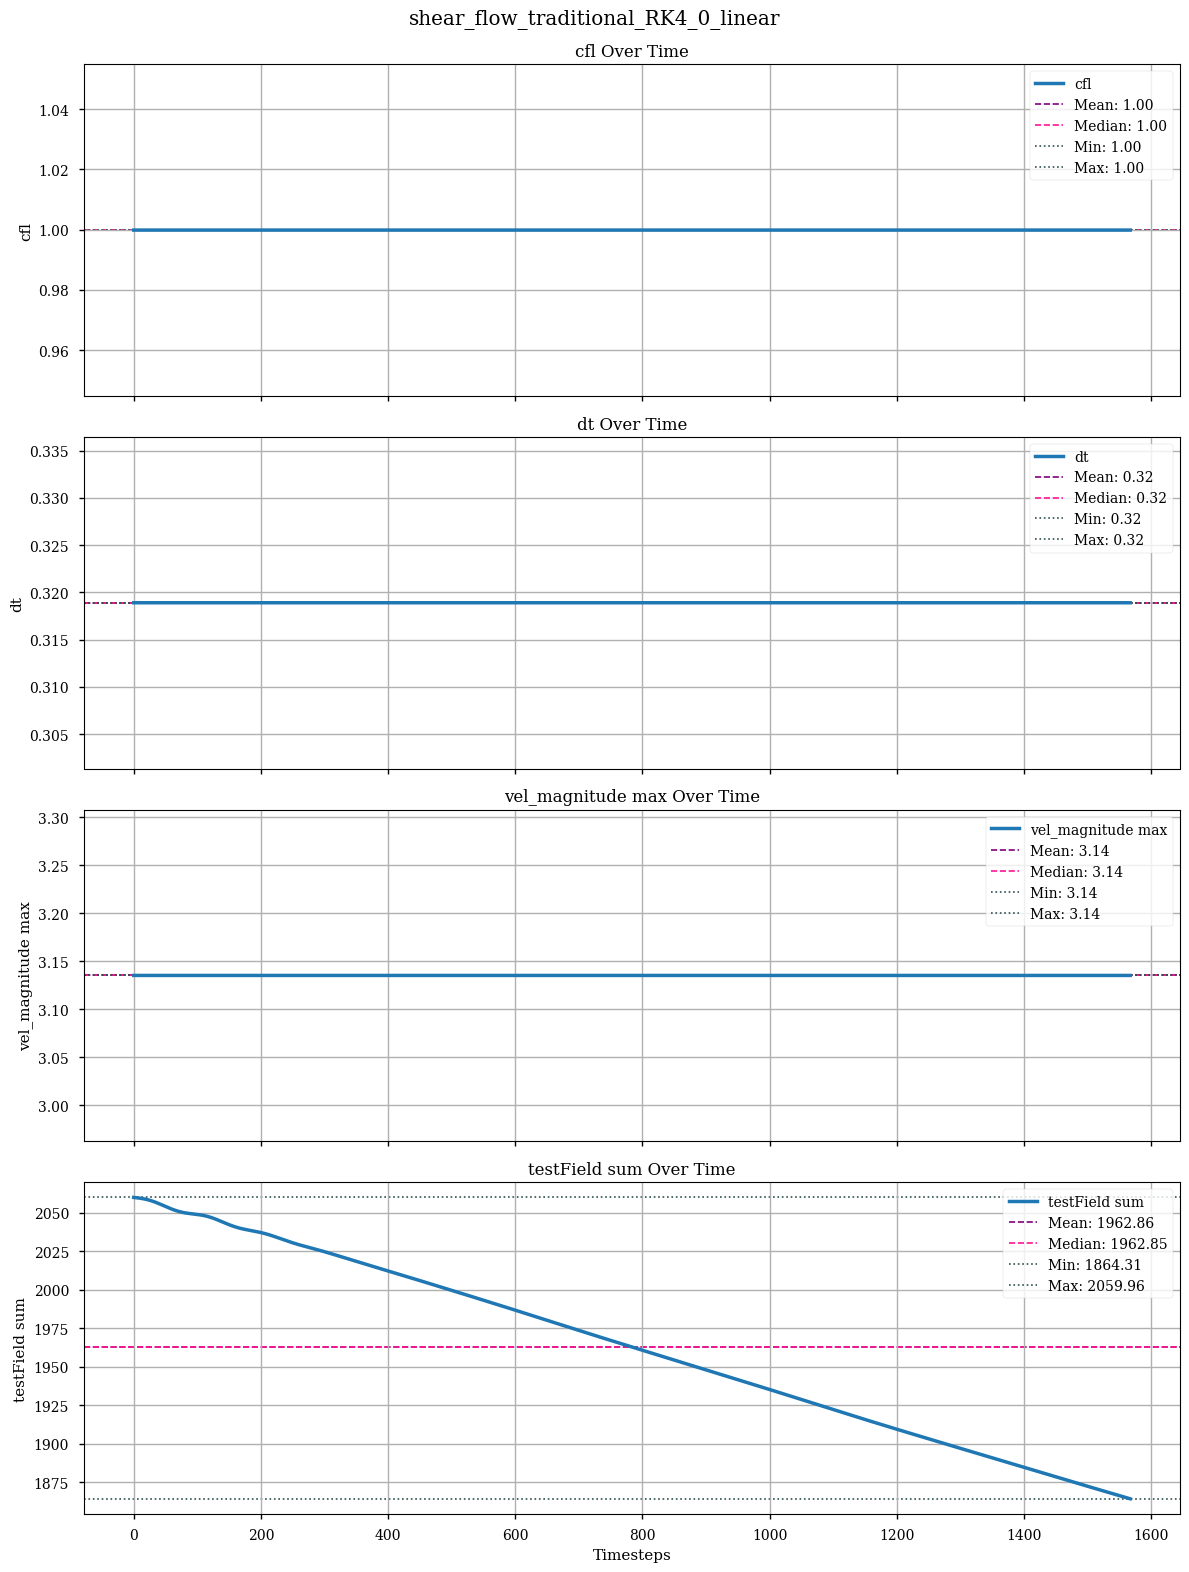 shear_flow_traditional_RK4_0_linear
cfl Over Time
1.04
1.02
1.00
0.98
0.96
cfl
cfl
Mean: 1.00
Median: 1.00
Min: 1.00
Max: 1.00
dt Over Time
0.335
0.330
0.325
0.320
0.315
0.310
0.305
dt
dt
Mean: 0.32
Median: 0.32
Min: 0.32
Max: 0.32
vel_magnitude max Over Time
3.30
3.25
3.20
3.15
3.10
3.05
3.00
vel_magnitude max
vel_magnitude max
Mean: 3.14
Median: 3.14
Min: 3.14
Max: 3.14
testField sum Over Time
2050
2025
2000
1975
1950
1925
1900
1875
testField sum
testField sum
Mean: 1962.86
Median: 1962.85
Min: 1864.31
Max: 2059.96
0 200 400 600 800 1000 1200 1400 1600
Timesteps